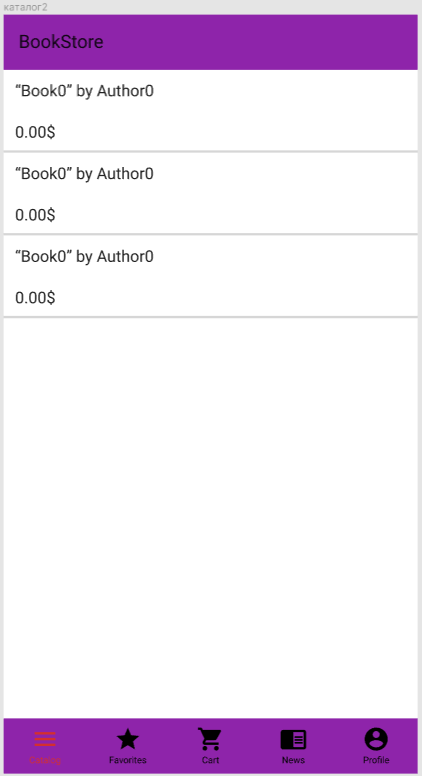 каталог2
BookStore
“Book0” by Author0
0.00$
“Book0” by Author0
0.00$
“Book0” by Author0
0.00$
Catalog Favorites Cart News Profile